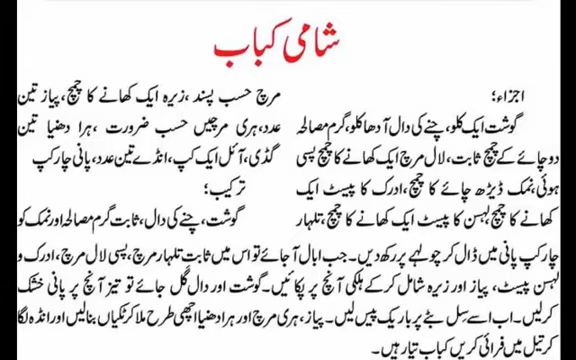 شامی کباب
اجزاء؛
گوشت ایک کلو، چنے کی دال آدھا کلو، گرم مصالحہ
دو چائے کے چمچ ثابت، لال مرچ ایک کھانے کا چمچ پسی
ہوئی، نمک ڈیڑھ چائے کا چمچ، ادرک کا پیسٹ ایک
کھانے کا چمچ، لہسن کا پیسٹ ایک کھانے کا چمچ، تلہار
مرچ حسب پسند، زیرہ ایک کھانے کا چمچ، پیاز تین
عدد، ہری مرچیں حسب ضرورت، ہرا دھنیا تین
گڈی، آئل ایک کپ، انڈے تین عدد، پانی چار کپ
ترکیب؛
گوشت، چنے کی دال، ثابت گرم مصالحہ اور نمک کو
چار کپ پانی میں ڈال کر چولہے پر رکھ دیں۔ جب ابال آجائے تو اس میں ثابت تلہار مرچ، پسی لال مرچ، ادرک و
لہسن پیسٹ، پیاز اور زیرہ شامل کر کے ہلکی آنچ پر پکائیں۔ گوشت اور دال گل جائے تو تیز آنچ پر پانی خشک
کرلیں۔ اب اسے سِل بٹے پر باریک پیس لیں۔ پیاز، ہری مرچ اور ہرا دھنیا اچھی طرح ملا کر ٹکیاں بنالیں اور انڈہ لگا
کر تیل میں فرائی کریں کباب تیار ہیں۔